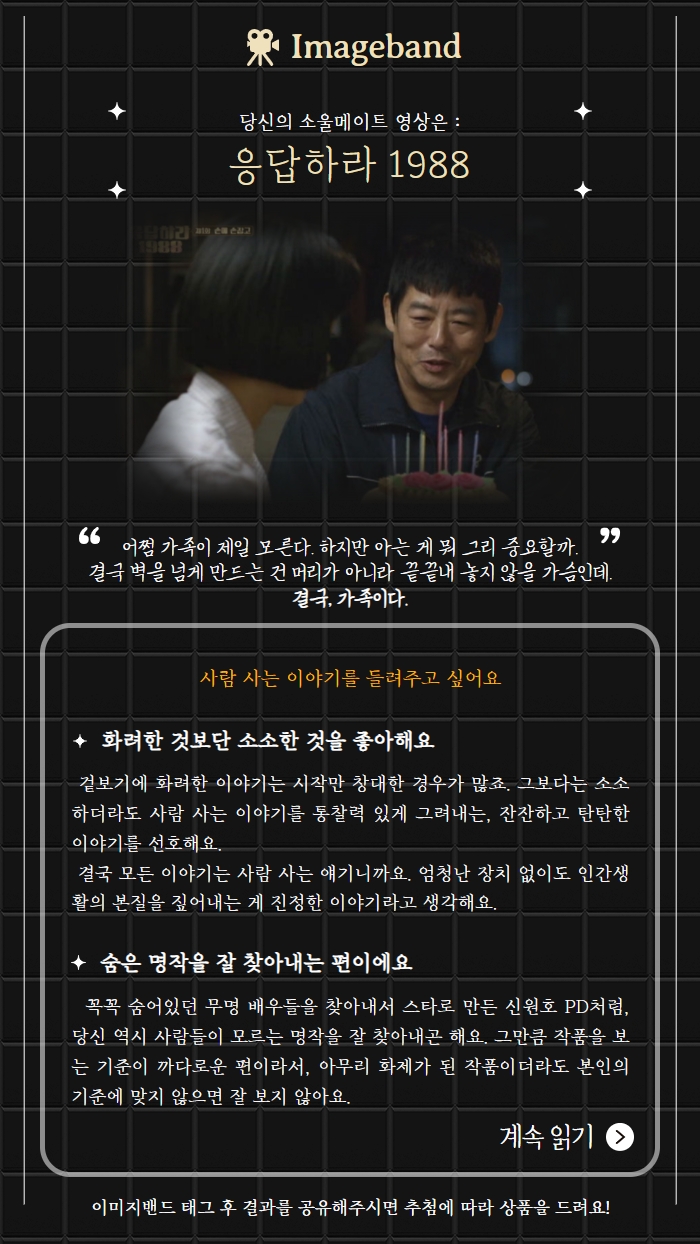 Imageband
당신의 소울메이트 영상은 :
응답하라 1988
1988
손에 손잡고
“ 어쩜 가족이 제일 모른다. 하지만 아는 게 뭐 그리 중요할까. ”
결국 벽을 넘게 만드는 건 머리가 아니라 끝끝내 놓지 않을 가슴인데.
결국, 가족이다.
사람 사는 이야기를 들려주고 싶어요
화려한 것보단 소소한 것을 좋아해요
겉보기에 화려한 이야기는 시작만 창대한 경우가 많죠. 그보다는 소소
하더라도 사람 사는 이야기를 통찰력 있게 그려내는, 잔잔하고 탄탄한
이야기를 선호해요.
결국 모든 이야기는 사람 사는 얘기니까요. 엄청난 장치 없이도 인간생
활의 본질을 짚어내는 게 진정한 이야기라고 생각해요.
숨은 명작을 잘 찾아내는 편이에요
꼭꼭 숨어있던 무명 배우들을 찾아내서 스타로 만든 신원호 PD처럼,
당신 역시 사람들이 모르는 명작을 잘 찾아내곤 해요. 그만큼 작품을 보
는 기준이 까다로운 편이라서, 아무리 화제가 된 작품이더라도 본인의
기준에 맞지 않으면 잘 보지 않아요.
계속 읽기
이미지밴드 태그 후 결과를 공유해주시면 추첨에 따라 상품을 드려요!